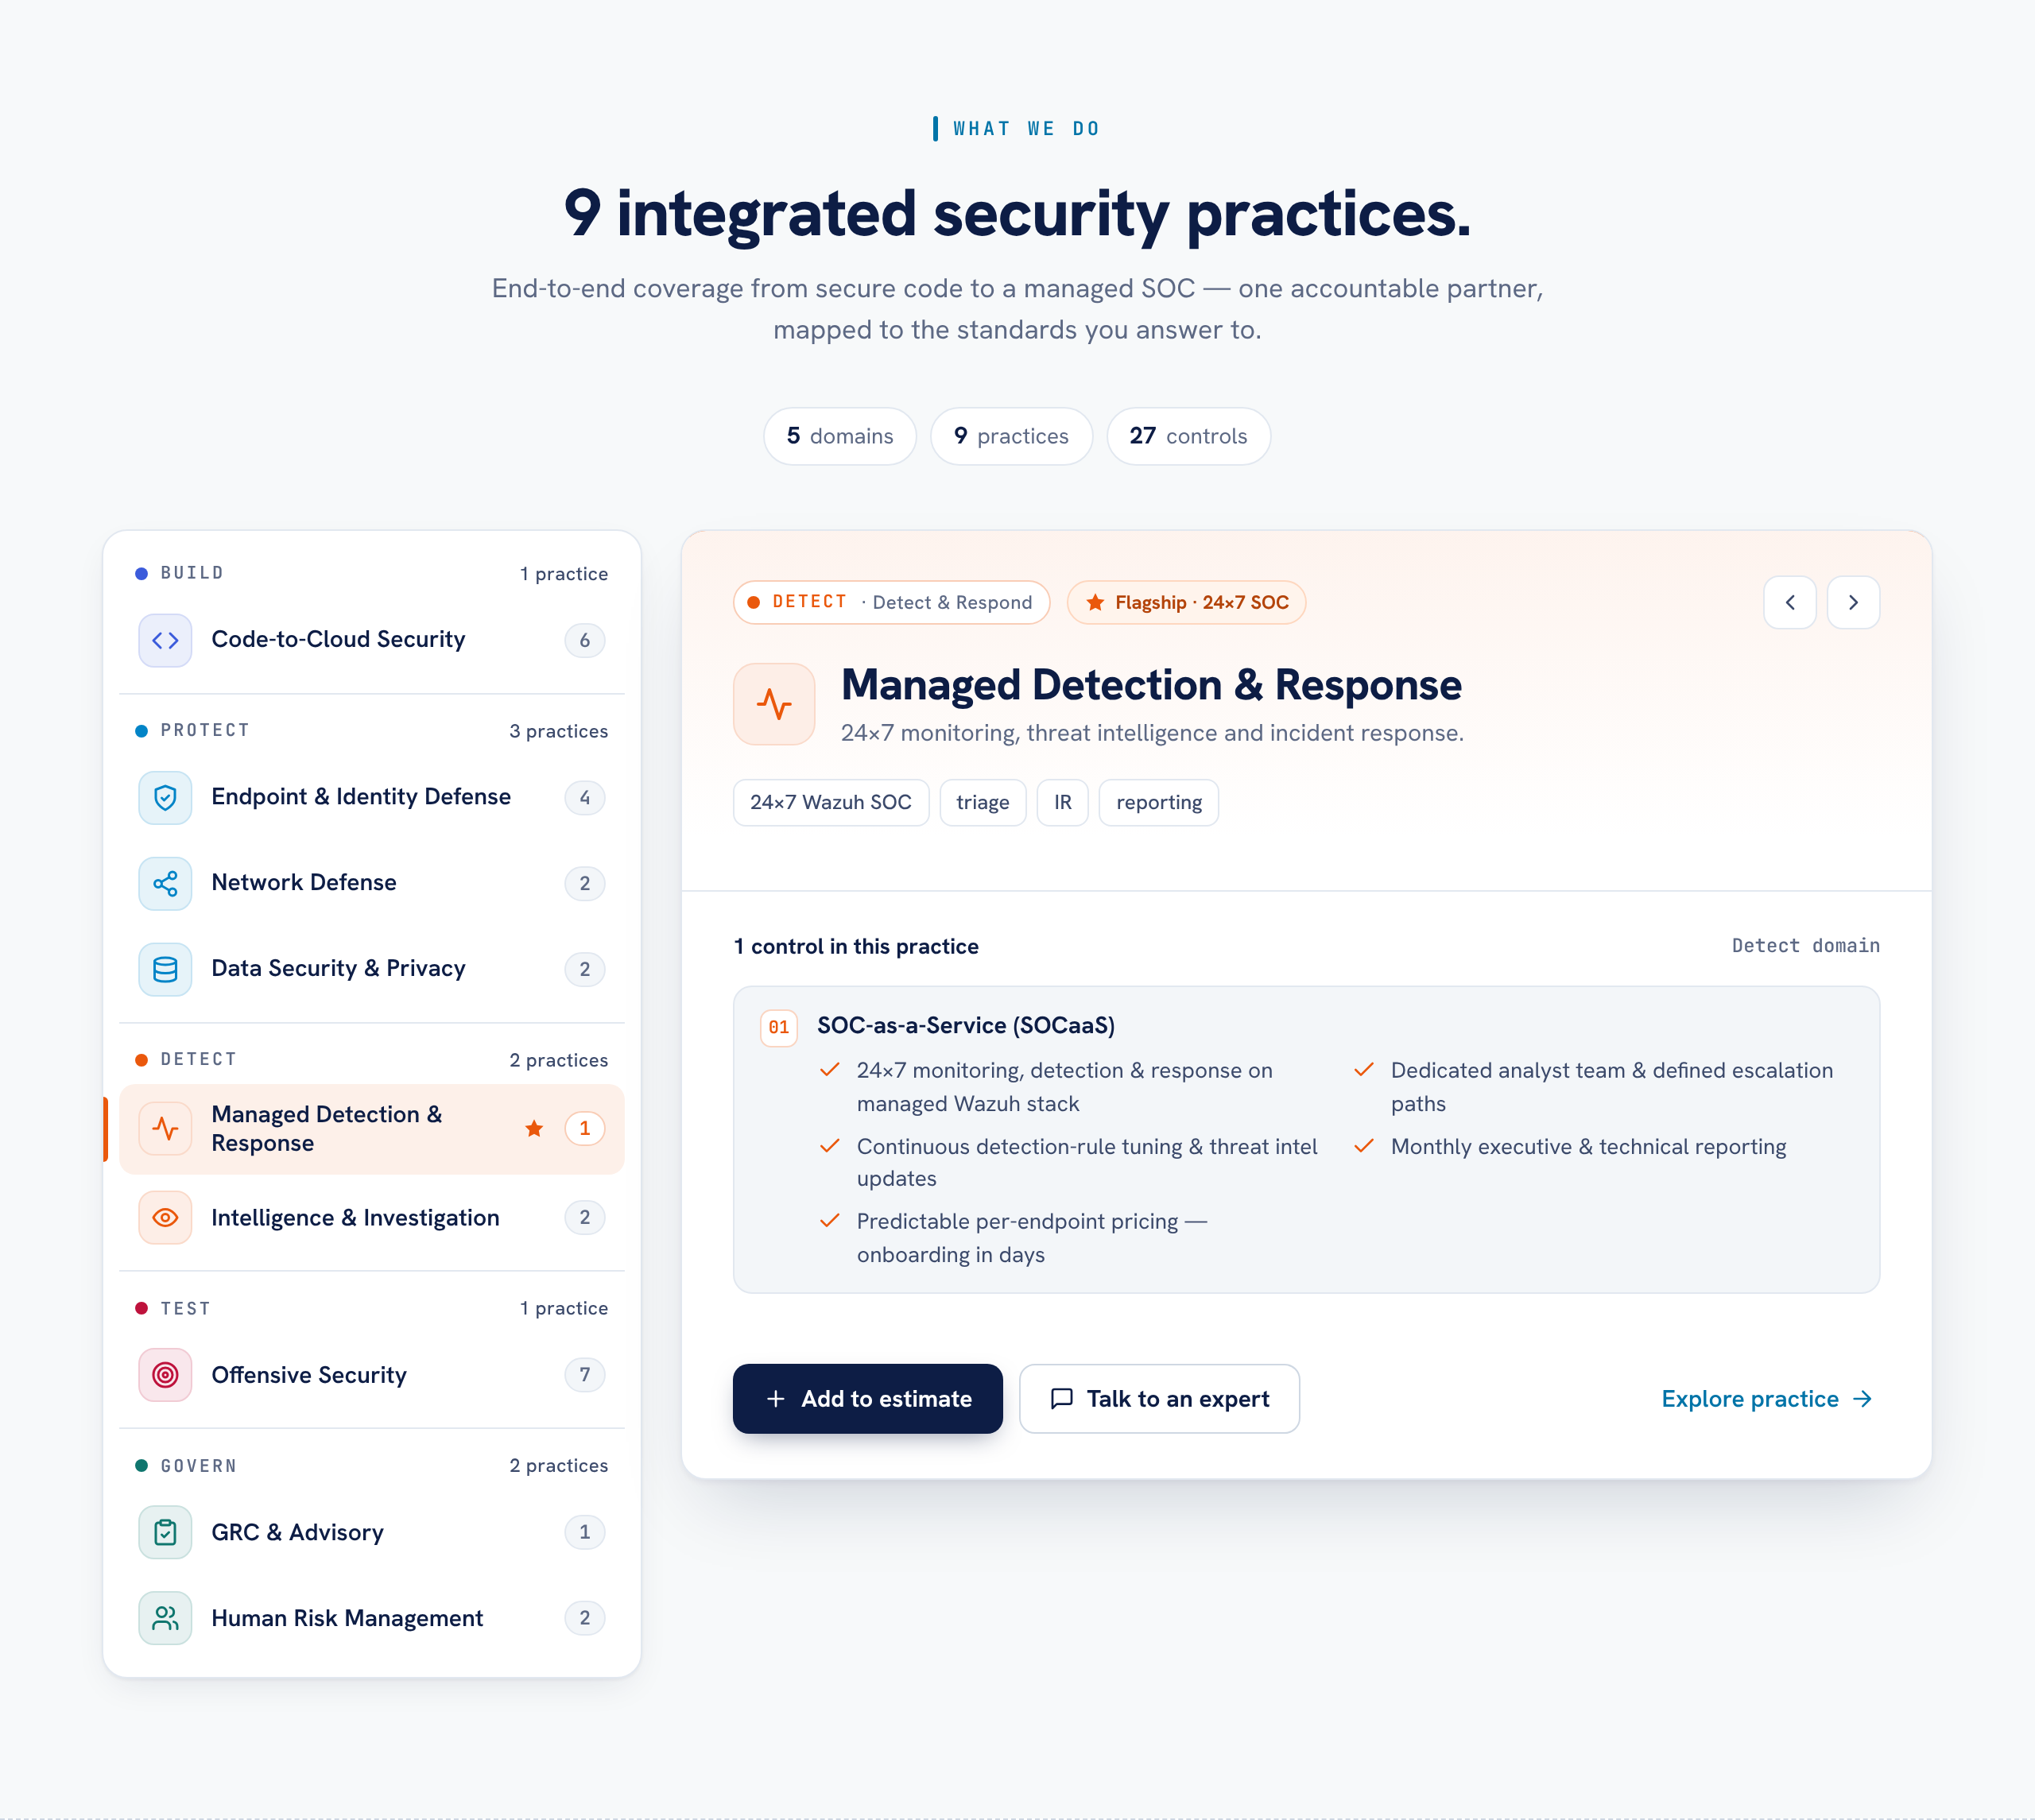 WHAT WE DO
9 integrated security practices.
End-to-end coverage from secure code to a managed SOC — one accountable partner,
mapped to the standards you answer to.
5 domains
9 practices
27 controls
BUILD
1 practice
Code-to-Cloud Security
6
PROTECT
3 practices
Endpoint & Identity Defense
4
Network Defense
2
Data Security & Privacy
2
DETECT
2 practices
Managed Detection &
Response
1
Intelligence & Investigation
2
TEST
1 practice
Offensive Security
7
GOVERN
2 practices
GRC & Advisory
1
Human Risk Management
2
DETECT · Detect & Respond
Flagship · 24×7 SOC
Managed Detection & Response
24×7 monitoring, threat intelligence and incident response.
24×7 Wazuh SOC
triage
IR
reporting
1 control in this practice
Detect domain
01
SOC-as-a-Service (SOCaaS)
24×7 monitoring, detection & response on
managed Wazuh stack
Dedicated analyst team & defined escalation
paths
Continuous detection-rule tuning & threat intel
updates
Monthly executive & technical reporting
Predictable per-endpoint pricing —
onboarding in days
Add to estimate
Talk to an expert
Explore practice